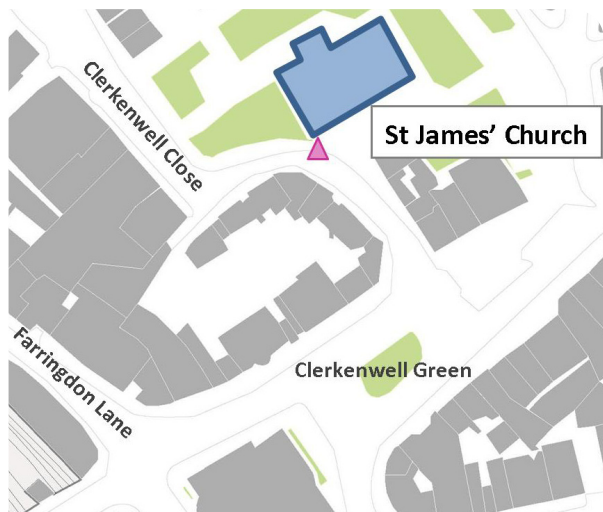 Clerkenwell Close
St James’ Church
Farringdon Lane
Clerkenwell Green